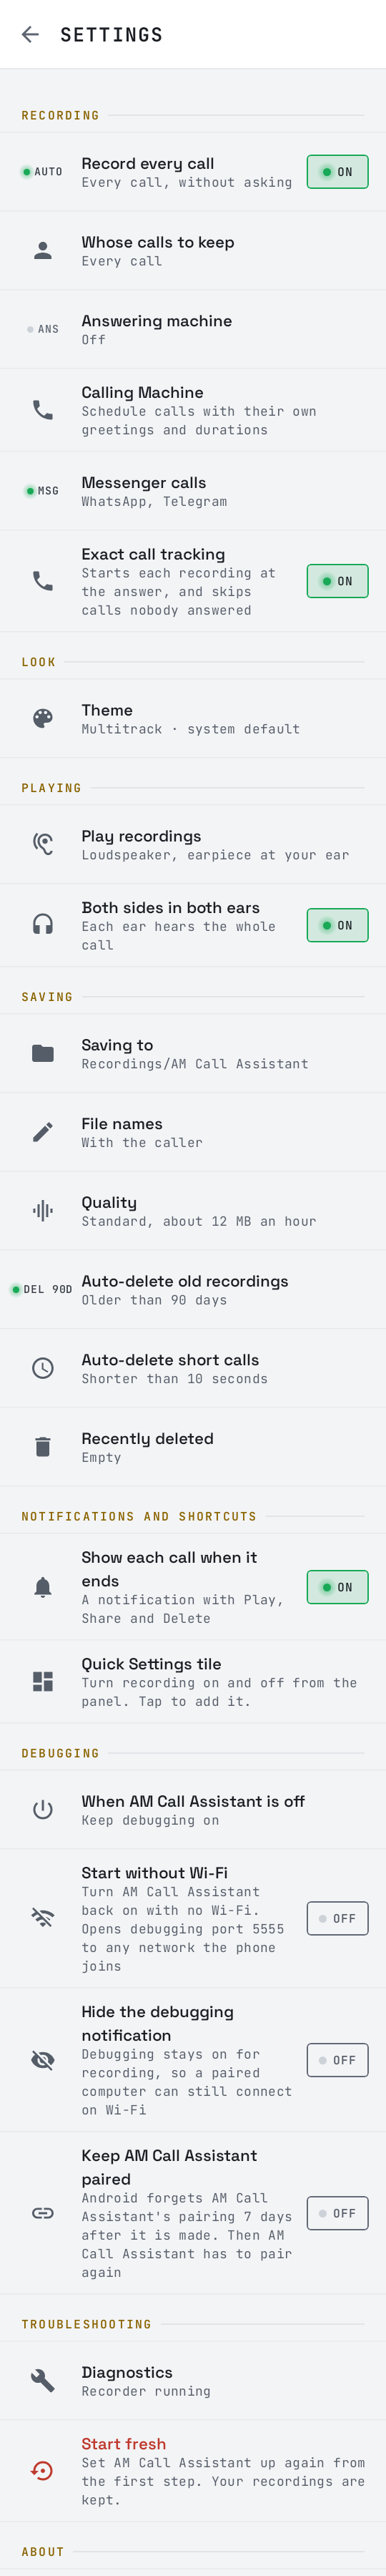 SETTINGS
RECORDING
AUTO
Record every call
Every call, without asking
ON
Whose calls to keep
Every call
ANS
Answering machine
Off
Calling Machine
Schedule calls with their own
greetings and durations
MSG
Messenger calls
WhatsApp, Telegram
Exact call tracking
Starts each recording at
the answer, and skips
calls nobody answered
ON
LOOK
Theme
Multitrack · system default
PLAYING
Play recordings
Loudspeaker, earpiece at your ear
Both sides in both ears
Each ear hears the whole
call
ON
SAVING
Saving to
Recordings/AM Call Assistant
File names
With the caller
Quality
Standard, about 12 MB an hour
DEL 90D
Auto-delete old recordings
Older than 90 days
Auto-delete short calls
Shorter than 10 seconds
Recently deleted
Empty
NOTIFICATIONS AND SHORTCUTS
Show each call when it
ends
A notification with Play,
Share and Delete
ON
Quick Settings tile
Turn recording on and off from the
panel. Tap to add it.
DEBUGGING
When AM Call Assistant is off
Keep debugging on
Start without Wi-Fi
Turn AM Call Assistant
back on with no Wi-Fi.
Opens debugging port 5555
to any network the phone
joins
OFF
Hide the debugging
notification
Debugging stays on for
recording, so a paired
computer can still connect
on Wi-Fi
OFF
Keep AM Call Assistant
paired
Android forgets AM Call
Assistant's pairing 7 days
after it is made. Then AM
Call Assistant has to pair
again
OFF
TROUBLESHOOTING
Diagnostics
Recorder running
Start fresh
Set AM Call Assistant up again from
the first step. Your recordings are
kept.
ABOUT